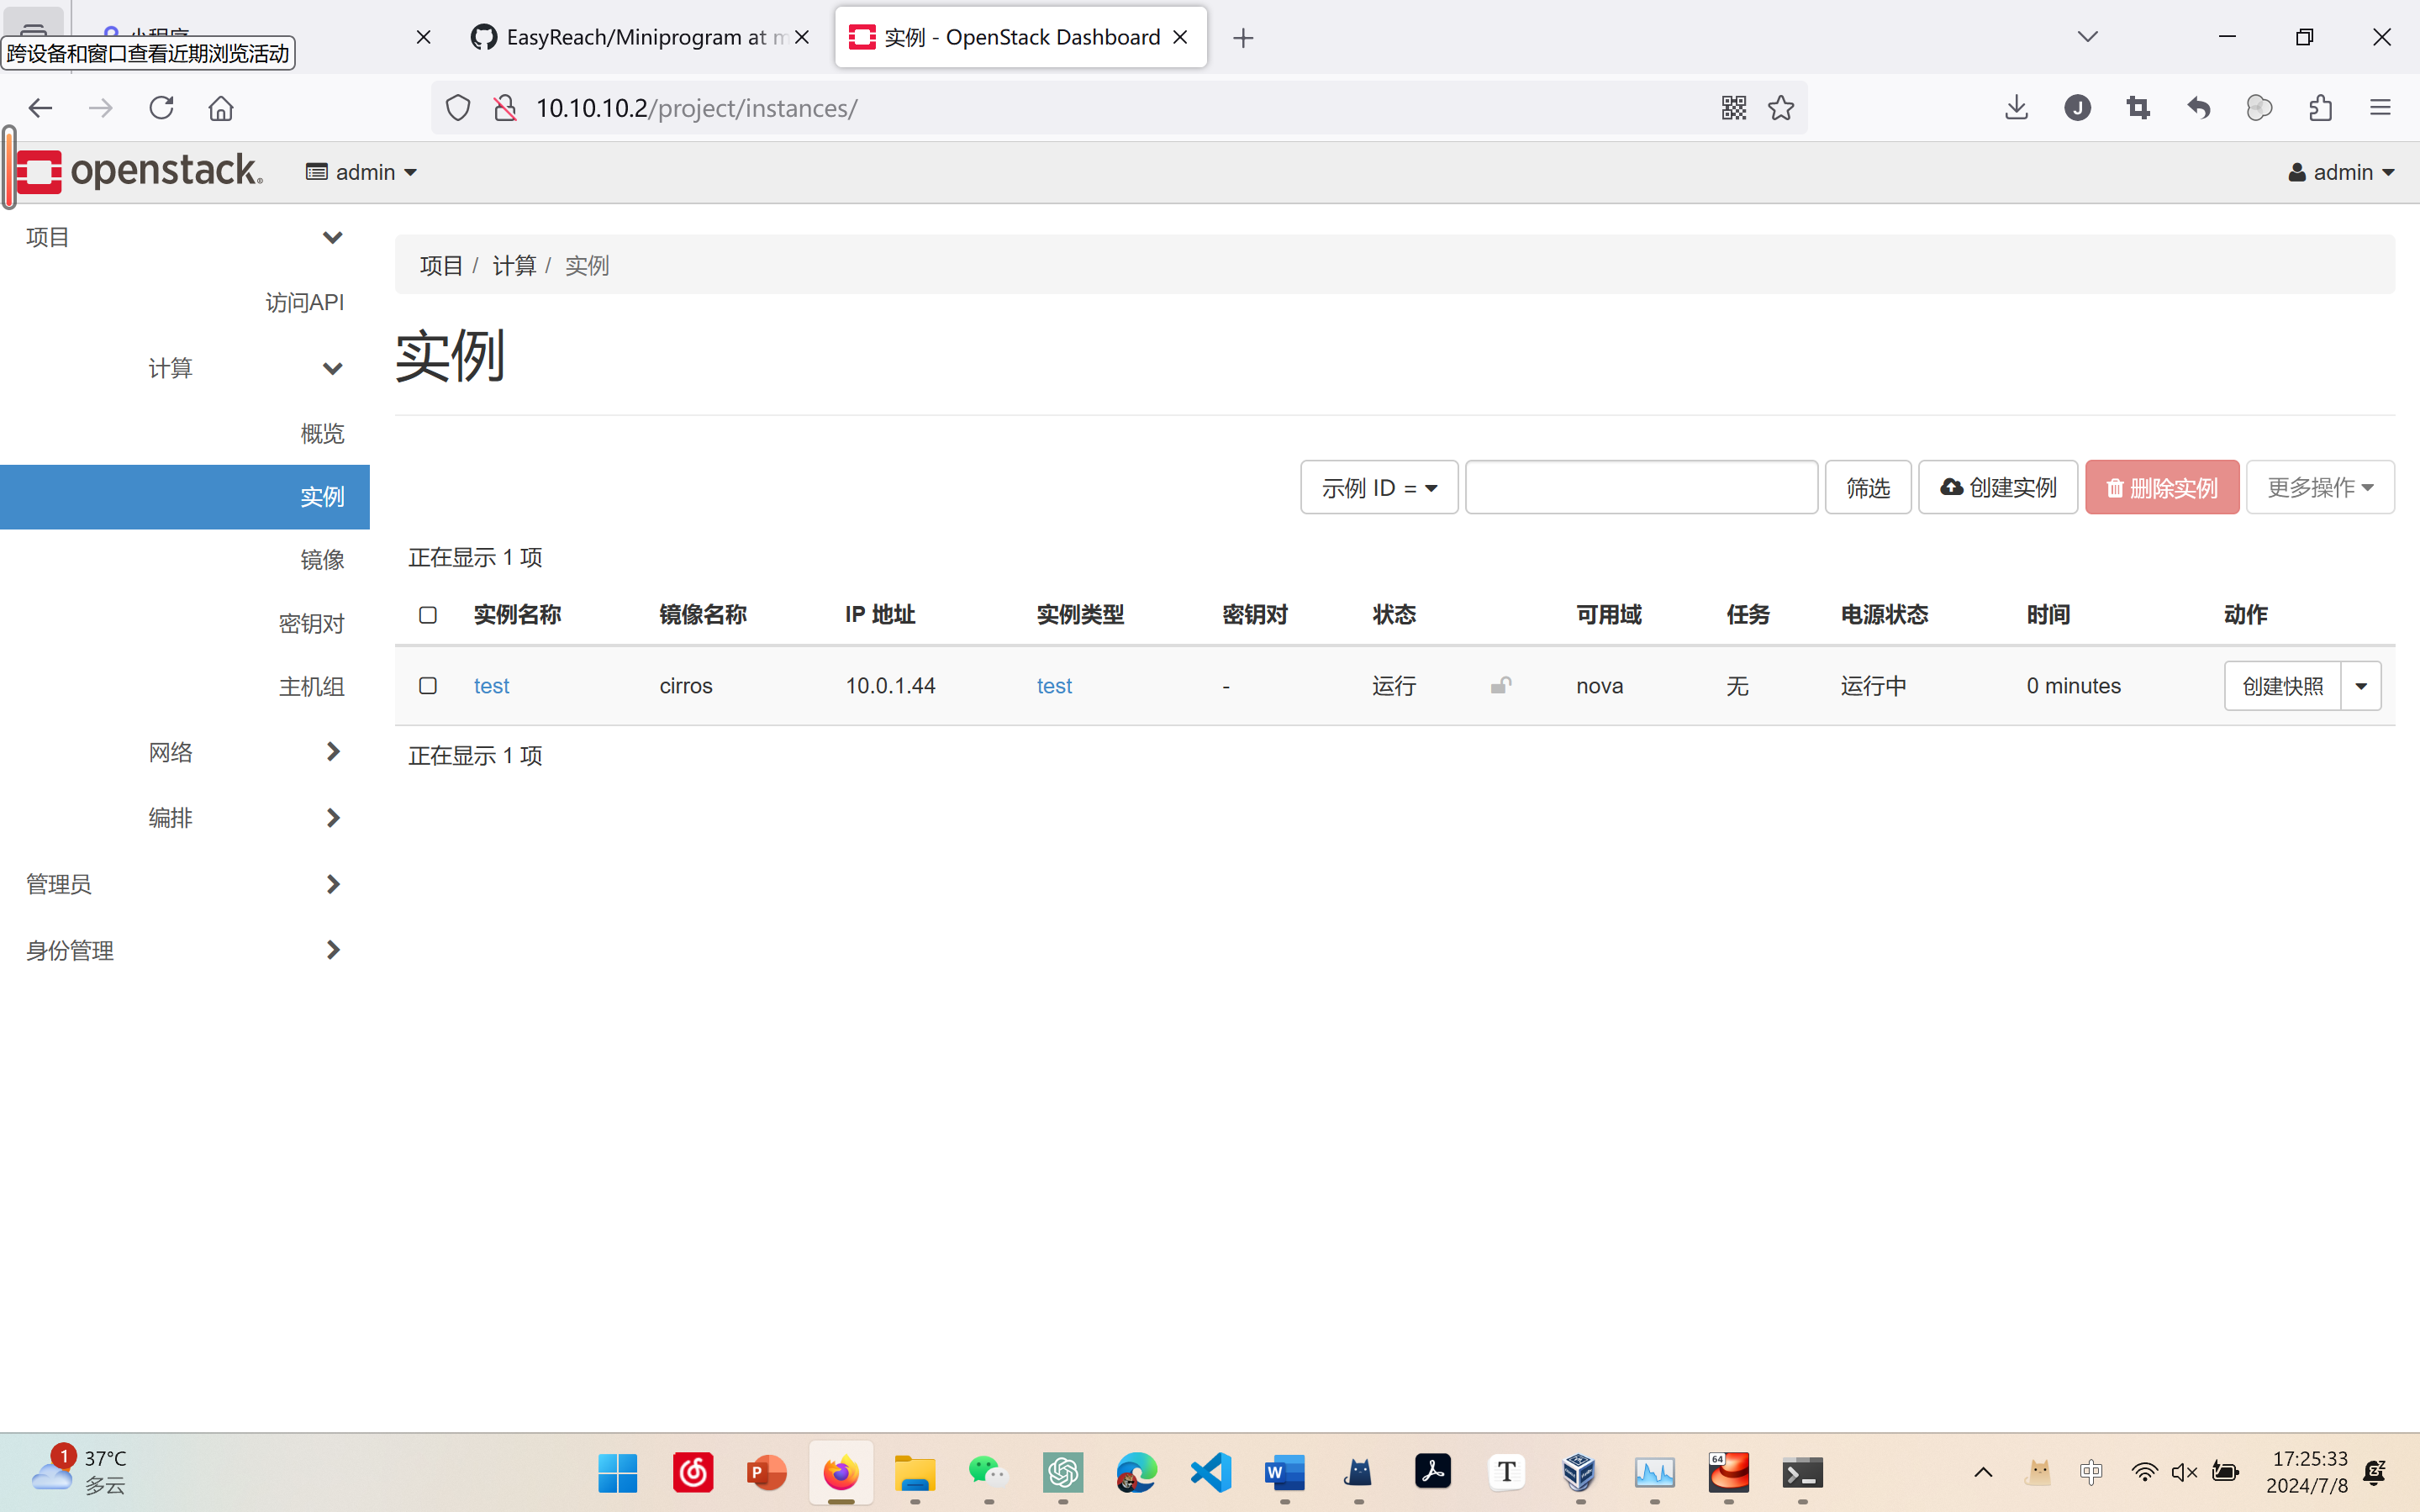 小程序
EasyReach/Miniprogram at m
实例 - OpenStack Dashboard
跨设备和窗口查看近期浏览活动
10.10.10.2/project/instances/
J
openstack.
admin
admin
项目
访问API
计算
概览
实例
镜像
密钥对
主机组
网络
编排
管理员
身份管理
项目 / 计算 / 实例
实例
示例 ID =
筛选
创建实例
删除实例
更多操作
正在显示 1 项
实例名称 镜像名称 IP 地址 实例类型 密钥对 状态 可用域 任务 电源状态 时间 动作
test cirros 10.0.1.44 test - 运行 nova 无 运行中 0 minutes 创建快照
正在显示 1 项
1
37°C
多云
P
W
T
64
中
17:25:33
2024/7/8